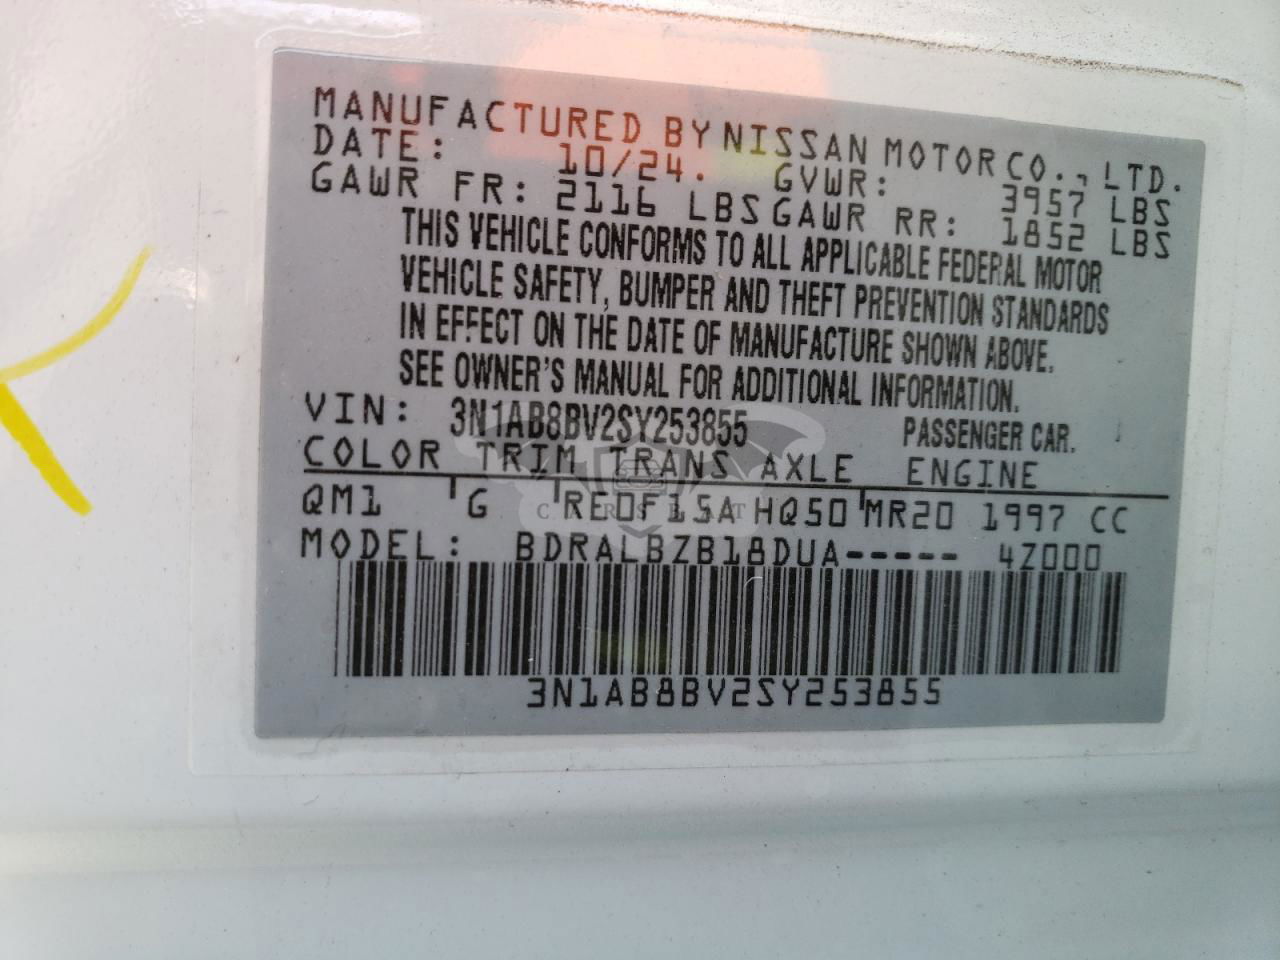 MANUFACTURED BY NISSAN MOTOR CO., LTD.
DATE: 10/24. GVWR: 3957 LBS
GAWR FR: 2116 LBS GAWR RR: 1852 LBS
THIS VEHICLE CONFORMS TO ALL APPLICABLE FEDERAL MOTOR
VEHICLE SAFETY, BUMPER AND THEFT PREVENTION STANDARDS
IN EFFECT ON THE DATE OF MANUFACTURE SHOWN ABOVE.
SEE OWNER'S MANUAL FOR ADDITIONAL INFORMATION.
VIN: 3N1AB8BV2SY253855 PASSENGER CAR.
COLOR TRIM TRANS AXLE ENGINE
QM1 G RE0F15A HQ50 MR20 1997 CC
CARSBAT
MODEL: BDRALBZB18DUA----- 4Z000
3N1AB8BV2SY253855